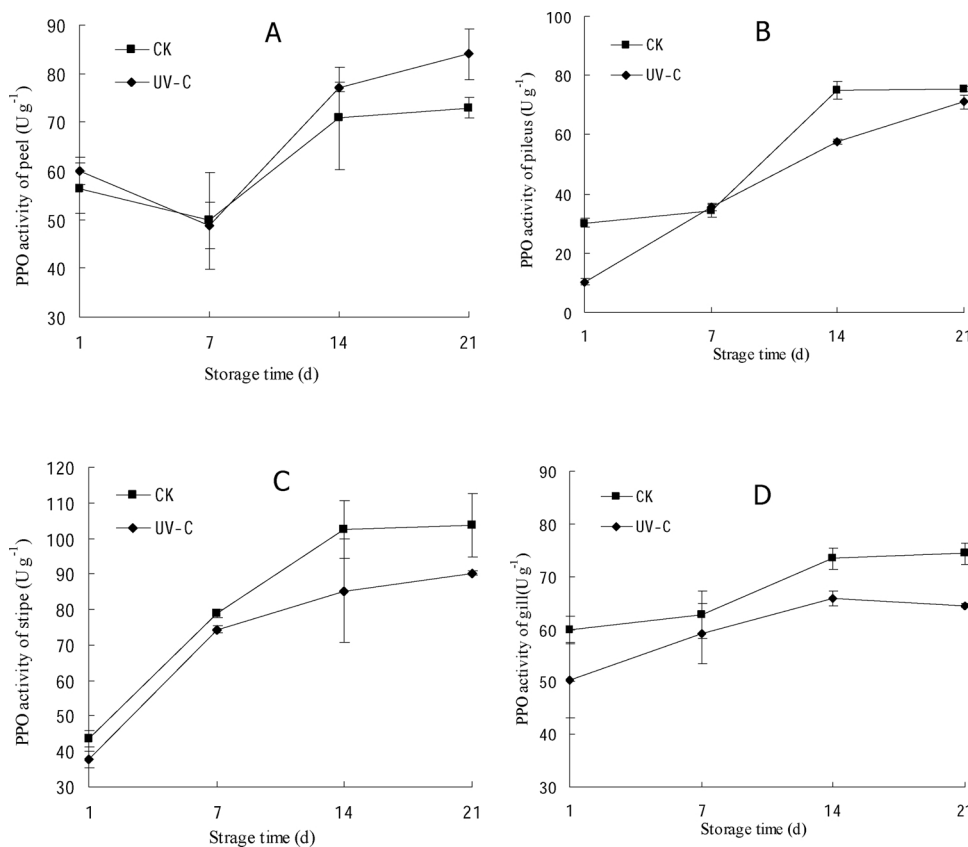 A
CK
UV-C
PPO activity of peel (U g-1)
90
80
70
60
50
40
30
1 7 14 21
Storage time (d)
B
CK
UV-C
PPO activity of pileus (U g-1)
100
80
60
40
20
0
1 7 14 21
Strage time (d)
C
CK
UV-C
PPO activity of stipe (U g-1)
120
110
100
90
80
70
60
50
40
30
1 7 14 21
Strage time (d)
D
CK
UV-C
PPO activity of gill(U g-1)
90
80
70
60
50
40
30
1 7 14 21
Storage time (d)